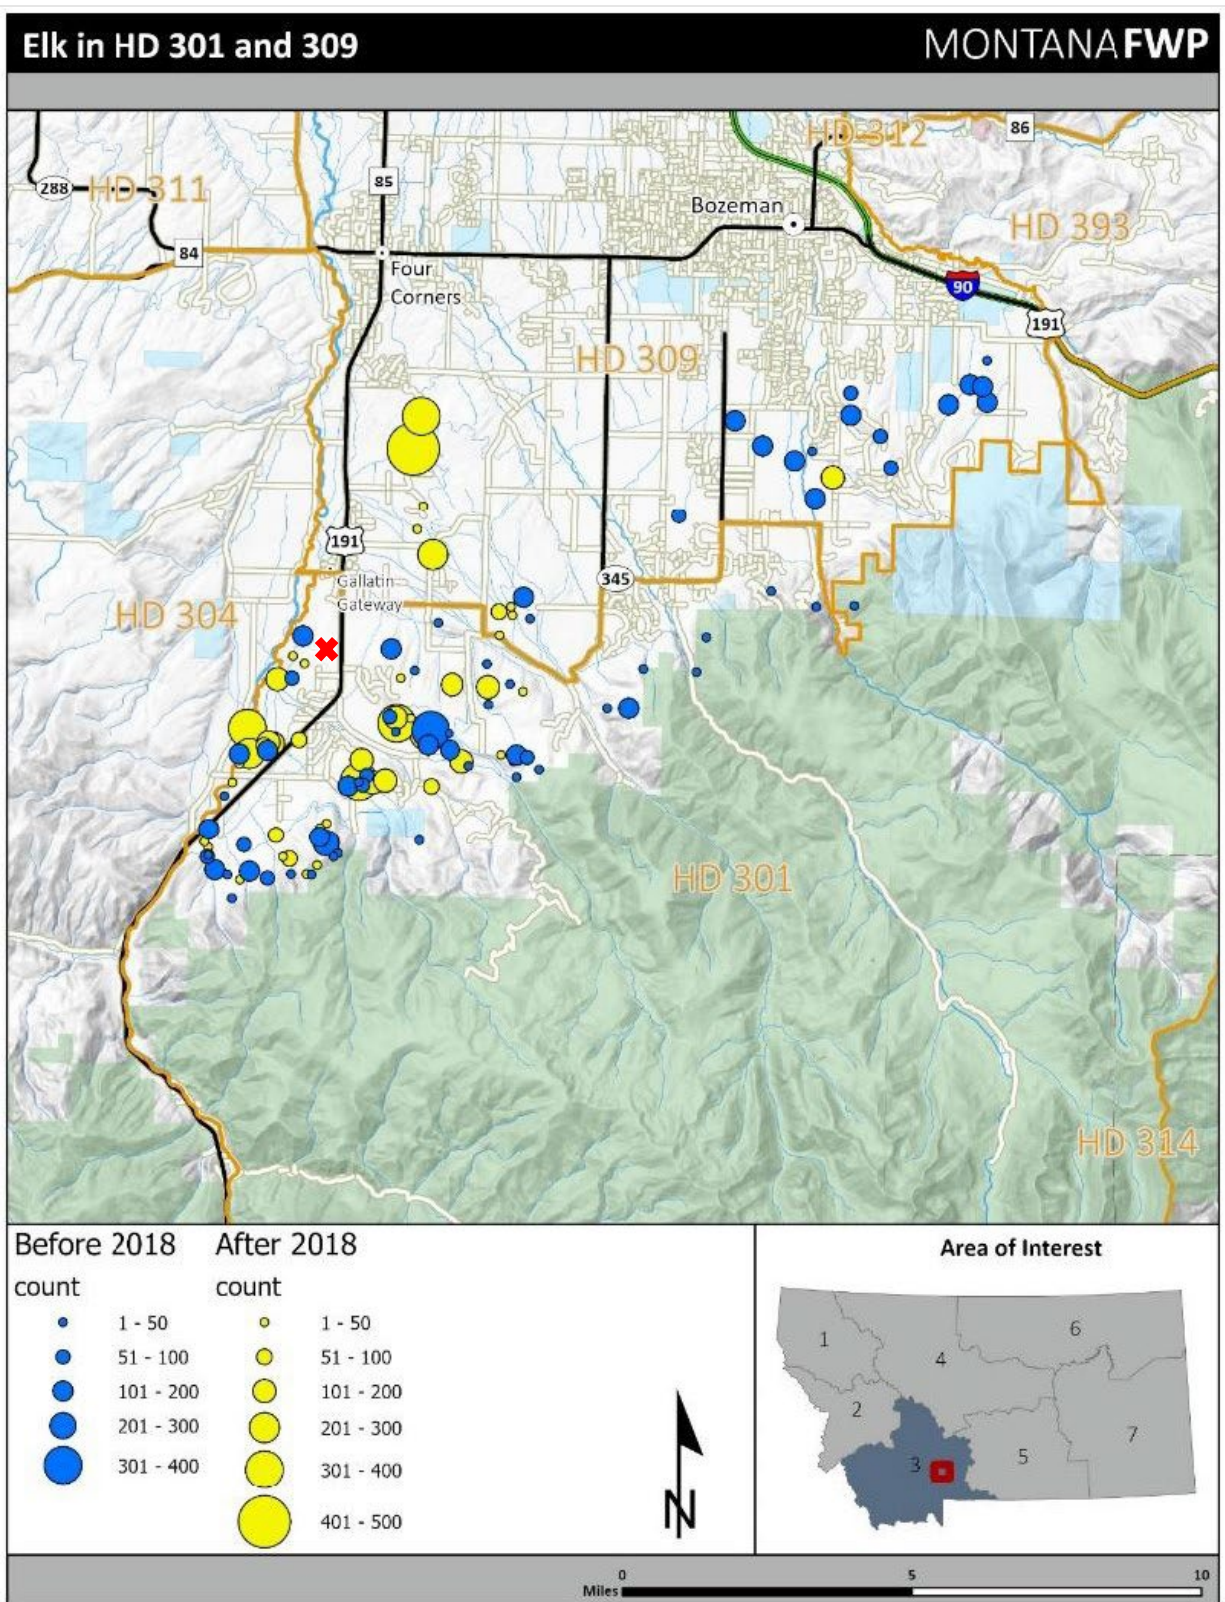 Elk in HD 301 and 309
MONTANAFWP
HD 312
86
288
HD 311
85
Bozeman
HD 393
84
Four
Corners
90
191
HD 309
191
345
Gallatin
Gateway
HD 304
HD 301
HD 314
Before 2018
count
1 - 50
51 - 100
101 - 200
201 - 300
301 - 400
After 2018
count
1 - 50
51 - 100
101 - 200
201 - 300
301 - 400
401 - 500
N
Area of Interest
1
6
4
2
3
5
7
0
5
10
Miles